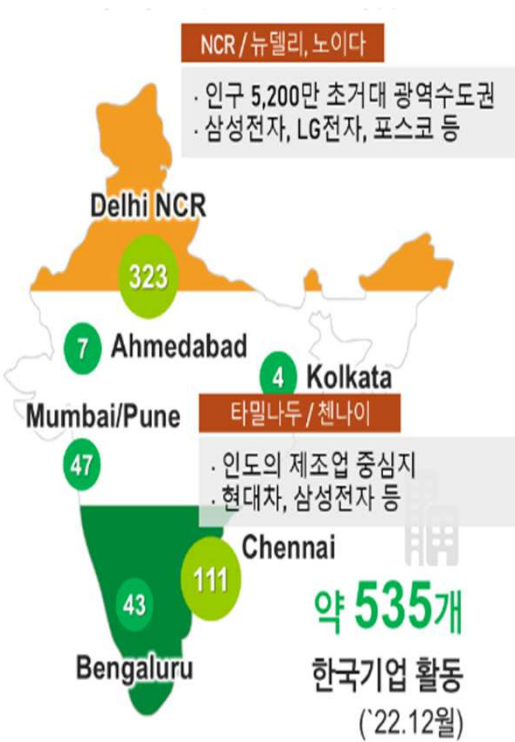 NCR / 뉴델리, 노이다
· 인구 5,200만 초거대 광역수도권
· 삼성전자, LG전자, 포스코 등
Delhi NCR
323
7
Ahmedabad
4
Kolkata
Mumbai/Pune
47
타밀나두 / 첸나이
· 인도의 제조업 중심지
· 현대차, 삼성전자 등
Chennai
111
43
Bengaluru
약 535개
한국기업 활동
(`22.12월)